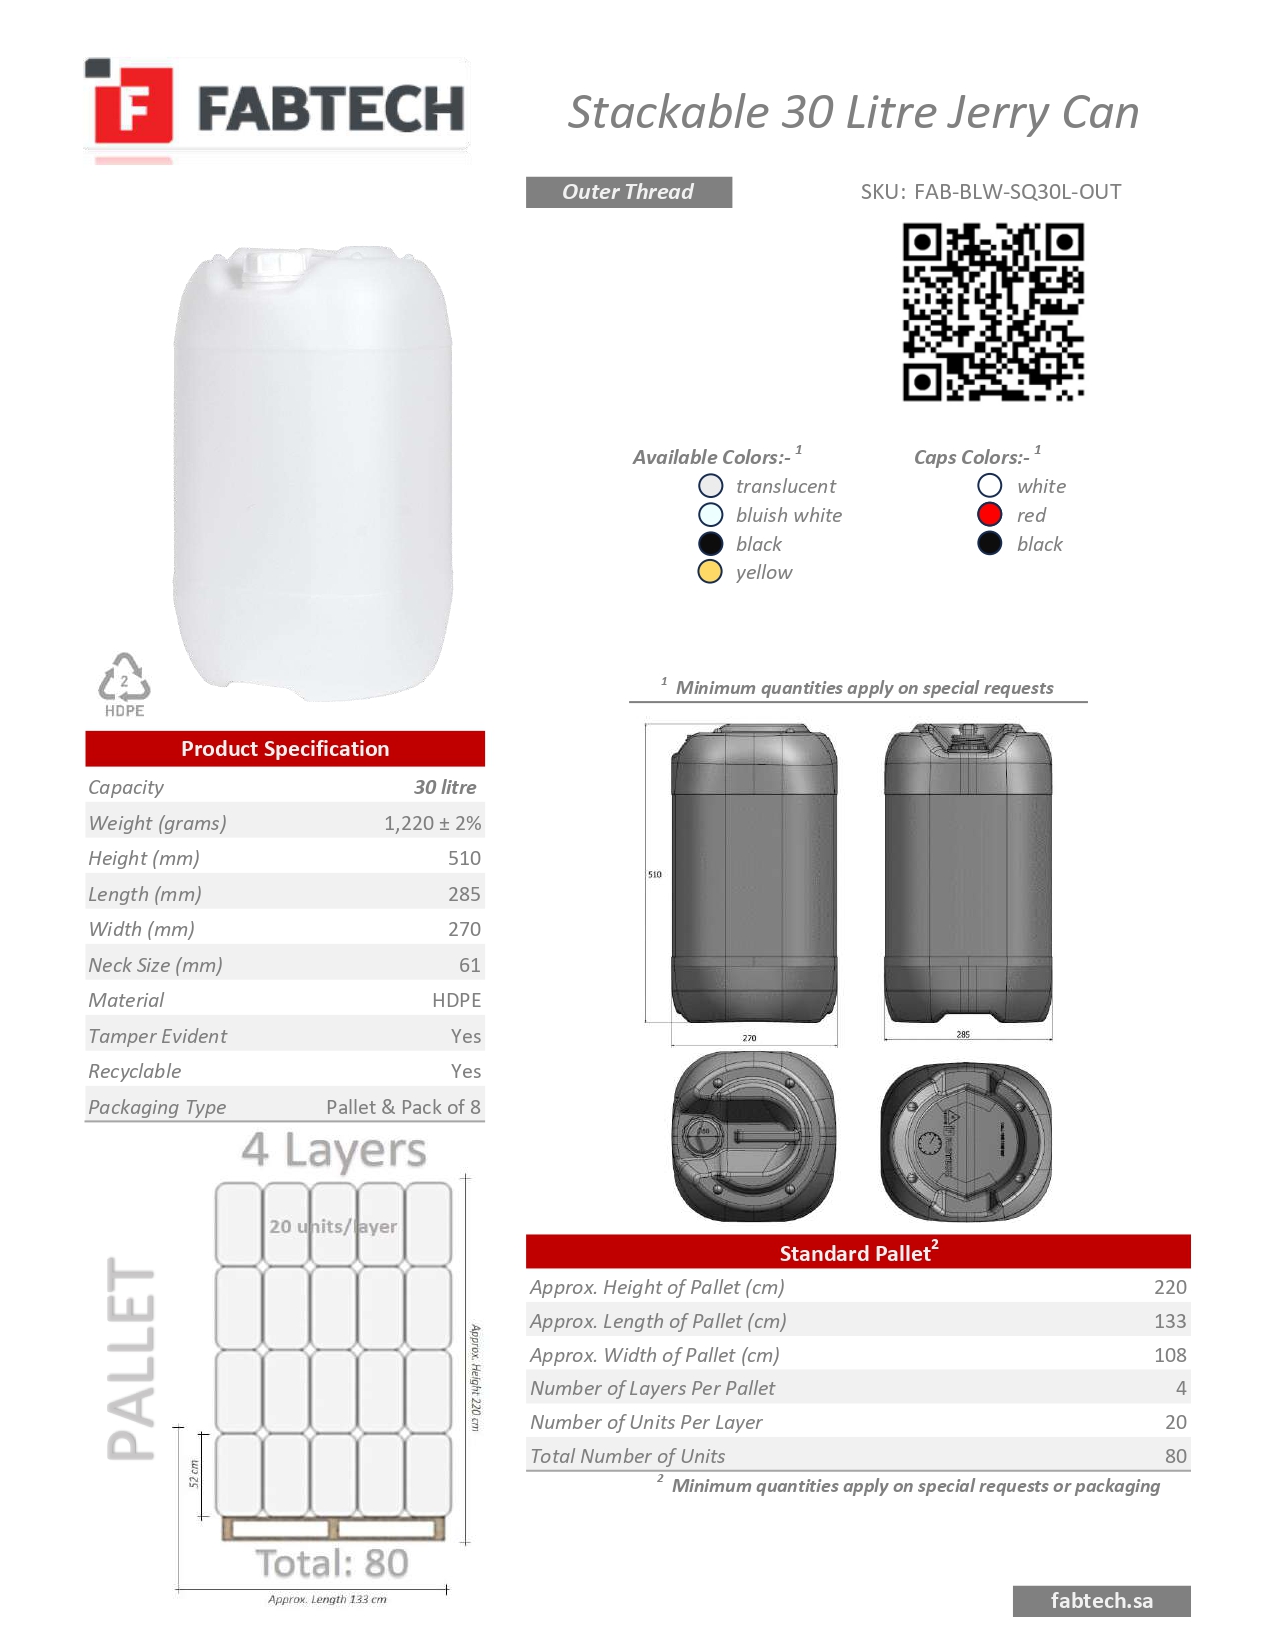 FABTECH
Stackable 30 Litre Jerry Can
Outer Thread
SKU: FAB-BLW-SQ30L-OUT
Available Colors:- 1
translucent
bluish white
black
yellow
Caps Colors:- 1
white
red
black
1 Minimum quantities apply on special requests
2
HDPE
Product Specification
Capacity 30 litre
Weight (grams) 1,220 ± 2%
Height (mm) 510
Length (mm) 285
Width (mm) 270
Neck Size (mm) 61
Material HDPE
Tamper Evident Yes
Recyclable Yes
Packaging Type Pallet & Pack of 8
510
270
285
4 Layers
20 units/layer
PALLET
Approx. Height 220 cm
52 cm
Total: 80
Approx. Length 133 cm
Standard Pallet2
Approx. Height of Pallet (cm) 220
Approx. Length of Pallet (cm) 133
Approx. Width of Pallet (cm) 108
Number of Layers Per Pallet 4
Number of Units Per Layer 20
Total Number of Units 80
2 Minimum quantities apply on special requests or packaging
fabtech.sa